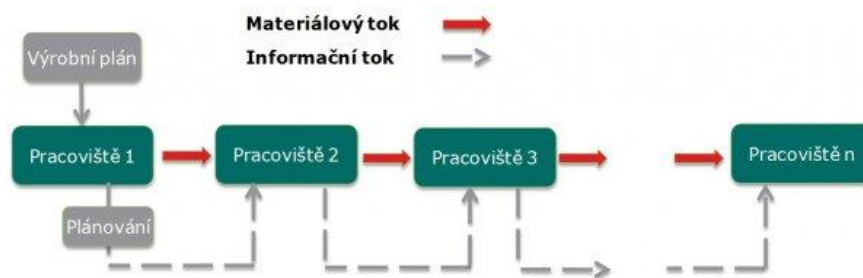 Materiálový tok
Informační tok
Výrobní plán
Pracoviště 1
Pracoviště 2
Pracoviště 3
Pracoviště n
Plánování